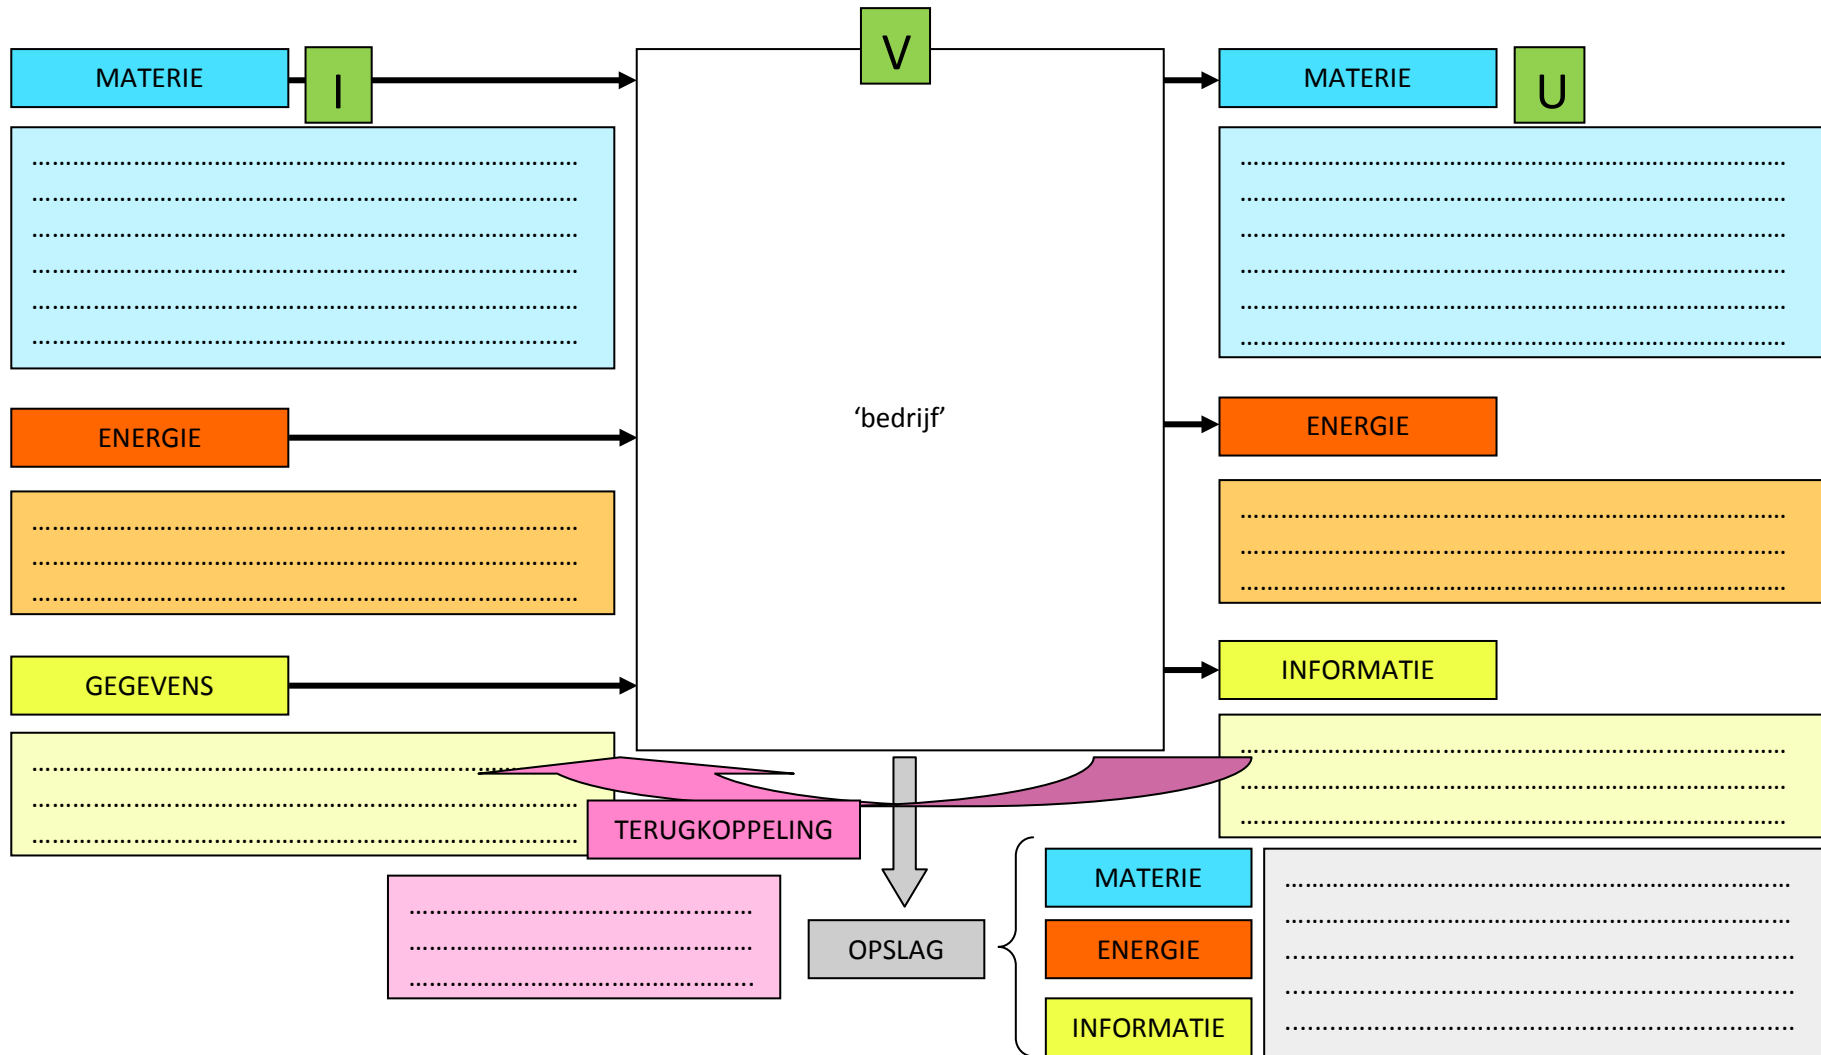 V
MATERIE
I
MATERIE
U
……………………………………………………………………….
……………………………………………………………………….
……………………………………………………………………….
……………………………………………………………………….
……………………………………………………………………….
……………………………………………………………………….
……………………………………………………………………….
……………………………………………………………………….
……………………………………………………………………….
……………………………………………………………………….
……………………………………………………………………….
……………………………………………………………………….
‘bedrijf’
ENERGIE
ENERGIE
……………………………………………………………………….
……………………………………………………………………….
……………………………………………………………………….
……………………………………………………………………….
……………………………………………………………………….
……………………………………………………………………….
GEGEVENS
INFORMATIE
……………………………………………………………………….
……………………………………………………………………….
……………………………………………………………………….
……………………………………………………………………….
……………………………………………………………………….
……………………………………………………………………….
TERUGKOPPELING
……………………………………………
……………………………………………
……………………………………………
OPSLAG
MATERIE
ENERGIE
INFORMATIE
………………………………………………………………….
………………………………………………………………….
………………………………………………………………….
………………………………………………………………….
………………………………………………………………….